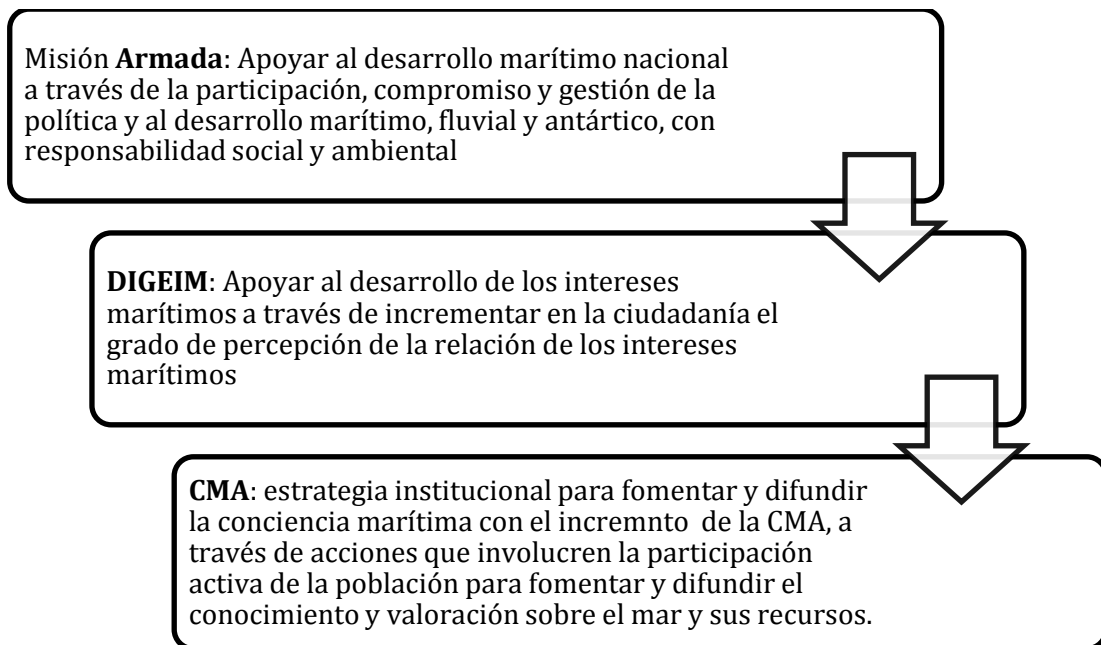 Misión Armada: Apoyar al desarrollo marítimo nacional
a través de la participación, compromiso y gestión de la
política y al desarrollo marítimo, fluvial y antártico, con
responsabilidad social y ambiental
DIGEIM: Apoyar al desarrollo de los intereses
marítimos a través de incrementar en la ciudadanía el
grado de percepción de la relación de los intereses
marítimos
CMA: estrategia institucional para fomentar y difundir
la conciencia marítima con el incremnto de la CMA, a
través de acciones que involucren la participación
activa de la población para fomentar y difundir el
conocimiento y valoración sobre el mar y sus recursos.